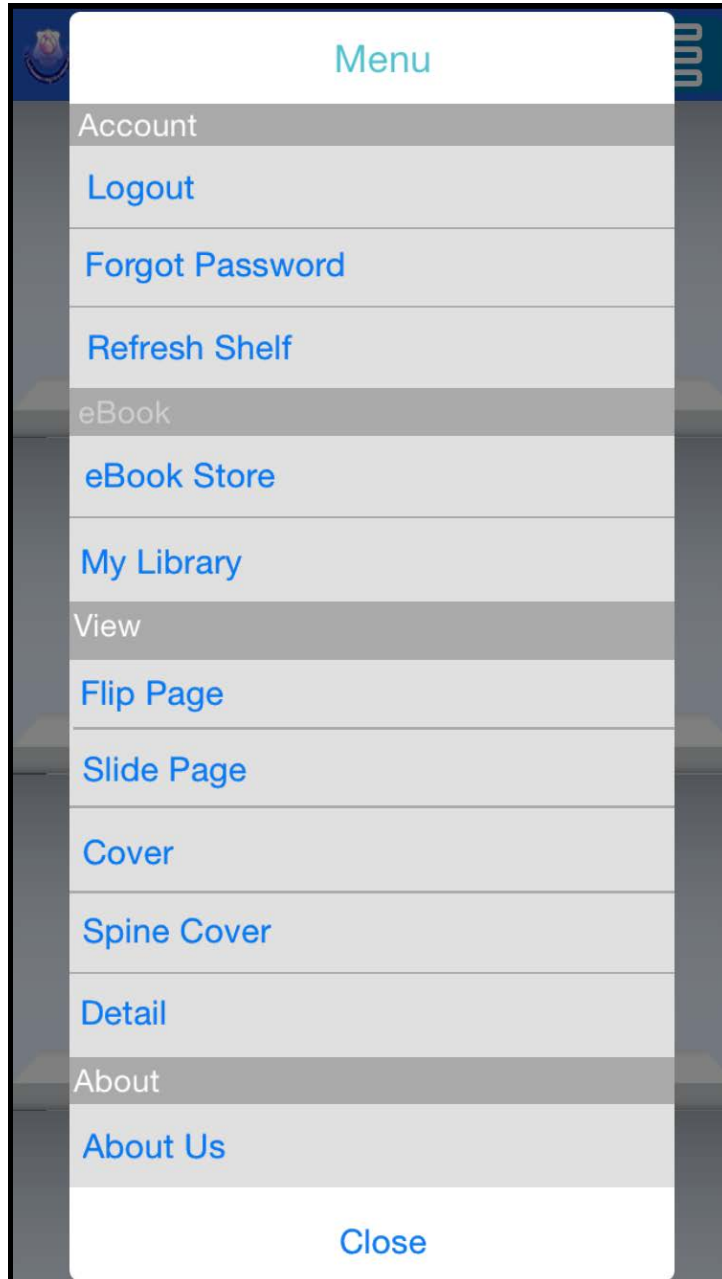 Menu
Account
Logout
Forgot Password
Refresh Shelf
eBook
eBook Store
My Library
View
Flip Page
Slide Page
Cover
Spine Cover
Detail
About
About Us
Close